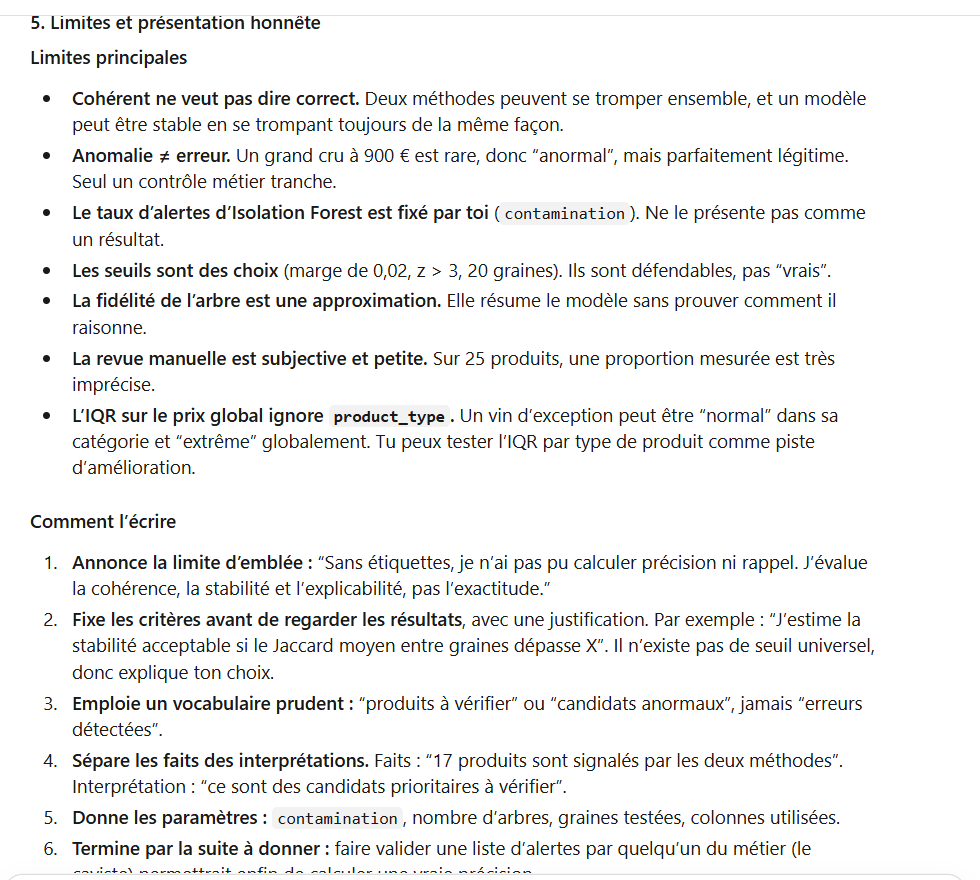 5. Limites et présentation honnête
Limites principales
• Cohérent ne veut pas dire correct. Deux méthodes peuvent se tromper ensemble, et un modèle
peut être stable en se trompant toujours de la même façon.
• Anomalie ≠ erreur. Un grand cru à 900 € est rare, donc “anormal”, mais parfaitement légitime.
Seul un contrôle métier tranche.
• Le taux d’alertes d’Isolation Forest est fixé par toi ( contamination ). Ne le présente pas comme
un résultat.
• Les seuils sont des choix (marge de 0,02, z > 3, 20 graines). Ils sont défendables, pas “vrais”.
• La fidélité de l’arbre est une approximation. Elle résume le modèle sans prouver comment il
raisonne.
• La revue manuelle est subjective et petite. Sur 25 produits, une proportion mesurée est très
imprécise.
• L’IQR sur le prix global ignore product_type . Un vin d’exception peut être “normal” dans sa
catégorie et “extrême” globalement. Tu peux tester l’IQR par type de produit comme piste
d’amélioration.
Comment l’écrire
1. Annonce la limite d’emblée : “Sans étiquettes, je n’ai pas pu calculer précision ni rappel. J’évalue
la cohérence, la stabilité et l’explicabilité, pas l’exactitude.”
2. Fixe les critères avant de regarder les résultats, avec une justification. Par exemple : “J’estime la
stabilité acceptable si le Jaccard moyen entre graines dépasse X”. Il n’existe pas de seuil universel,
donc explique ton choix.
3. Emploie un vocabulaire prudent : “produits à vérifier” ou “candidats anormaux”, jamais “erreurs
détectées”.
4. Sépare les faits des interprétations. Faits : “17 produits sont signalés par les deux méthodes”.
Interprétation : “ce sont des candidats prioritaires à vérifier”.
5. Donne les paramètres : contamination , nombre d’arbres, graines testées, colonnes utilisées.
6. Termine par la suite à donner : faire valider une liste d’alertes par quelqu’un du métier (le
caviste) permettrait enfin de calculer une vraie précision.